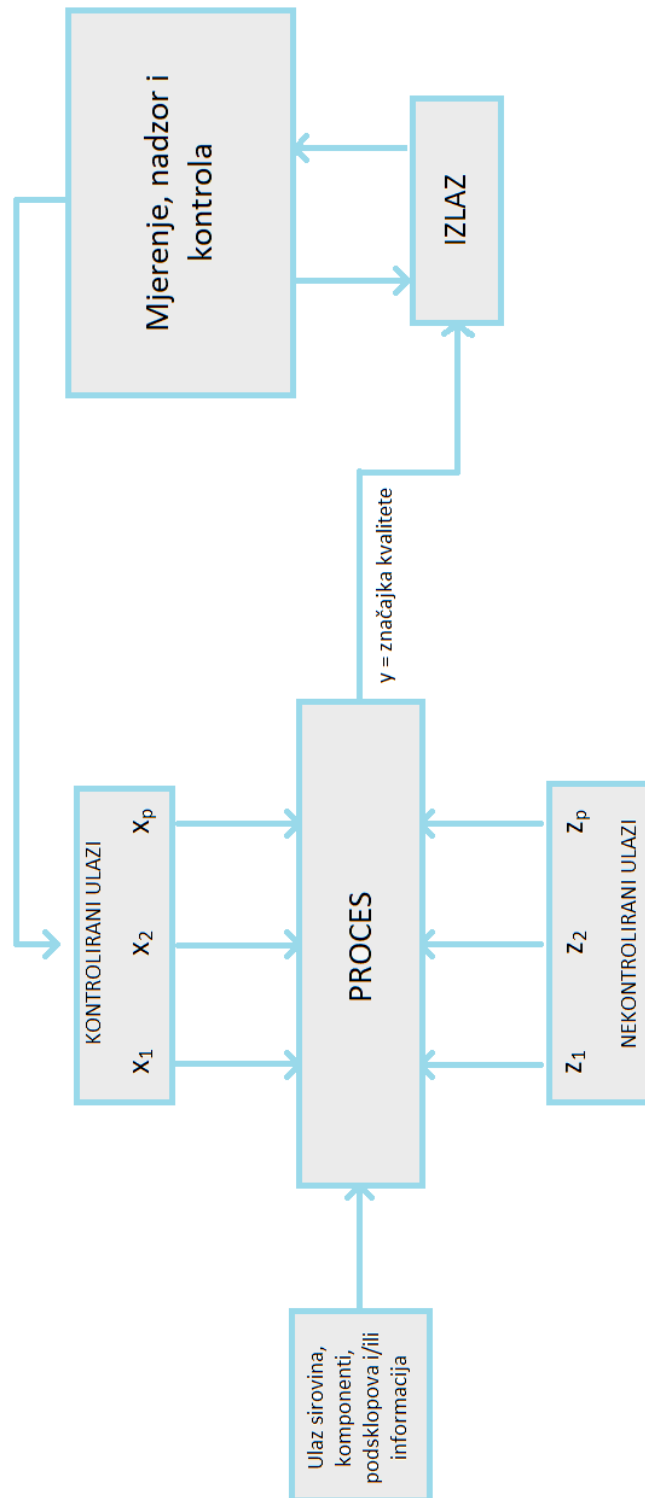 Ulaz sirovina,
komponenti,
podsklopova i/ili
informacija
KONTROLIRANI ULAZI
x₁ x₂ xₚ
PROCES
z₁ z₂ zₚ
NEKONTROLIRANI ULAZI
y = značajka kvalitete
Mjerenje, nadzor i
kontrola
IZLAZ